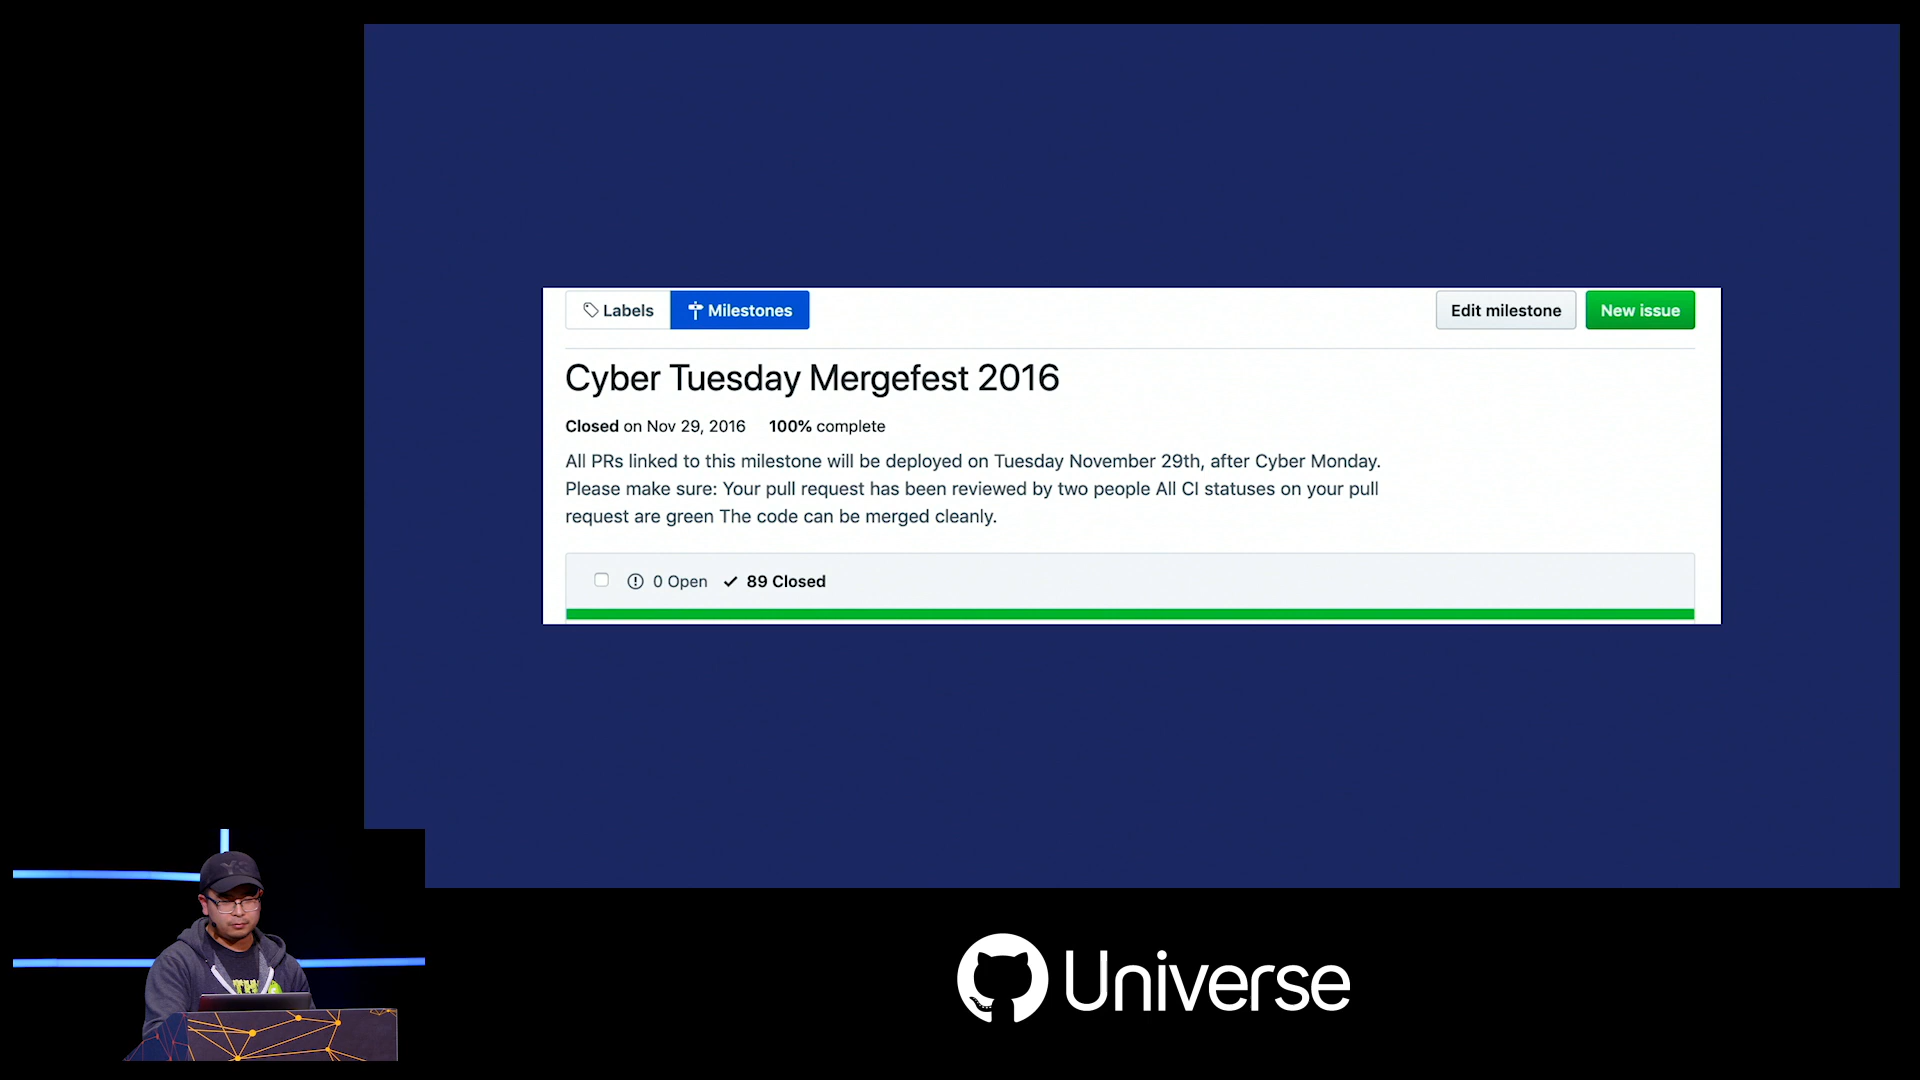 Labels
Milestones
Edit milestone
New issue
Cyber Tuesday Mergefest 2016
Closed on Nov 29, 2016 100% complete
All PRs linked to this milestone will be deployed on Tuesday November 29th, after Cyber Monday.
Please make sure: Your pull request has been reviewed by two people All CI statuses on your pull
request are green The code can be merged cleanly.
0 Open
89 Closed
Universe